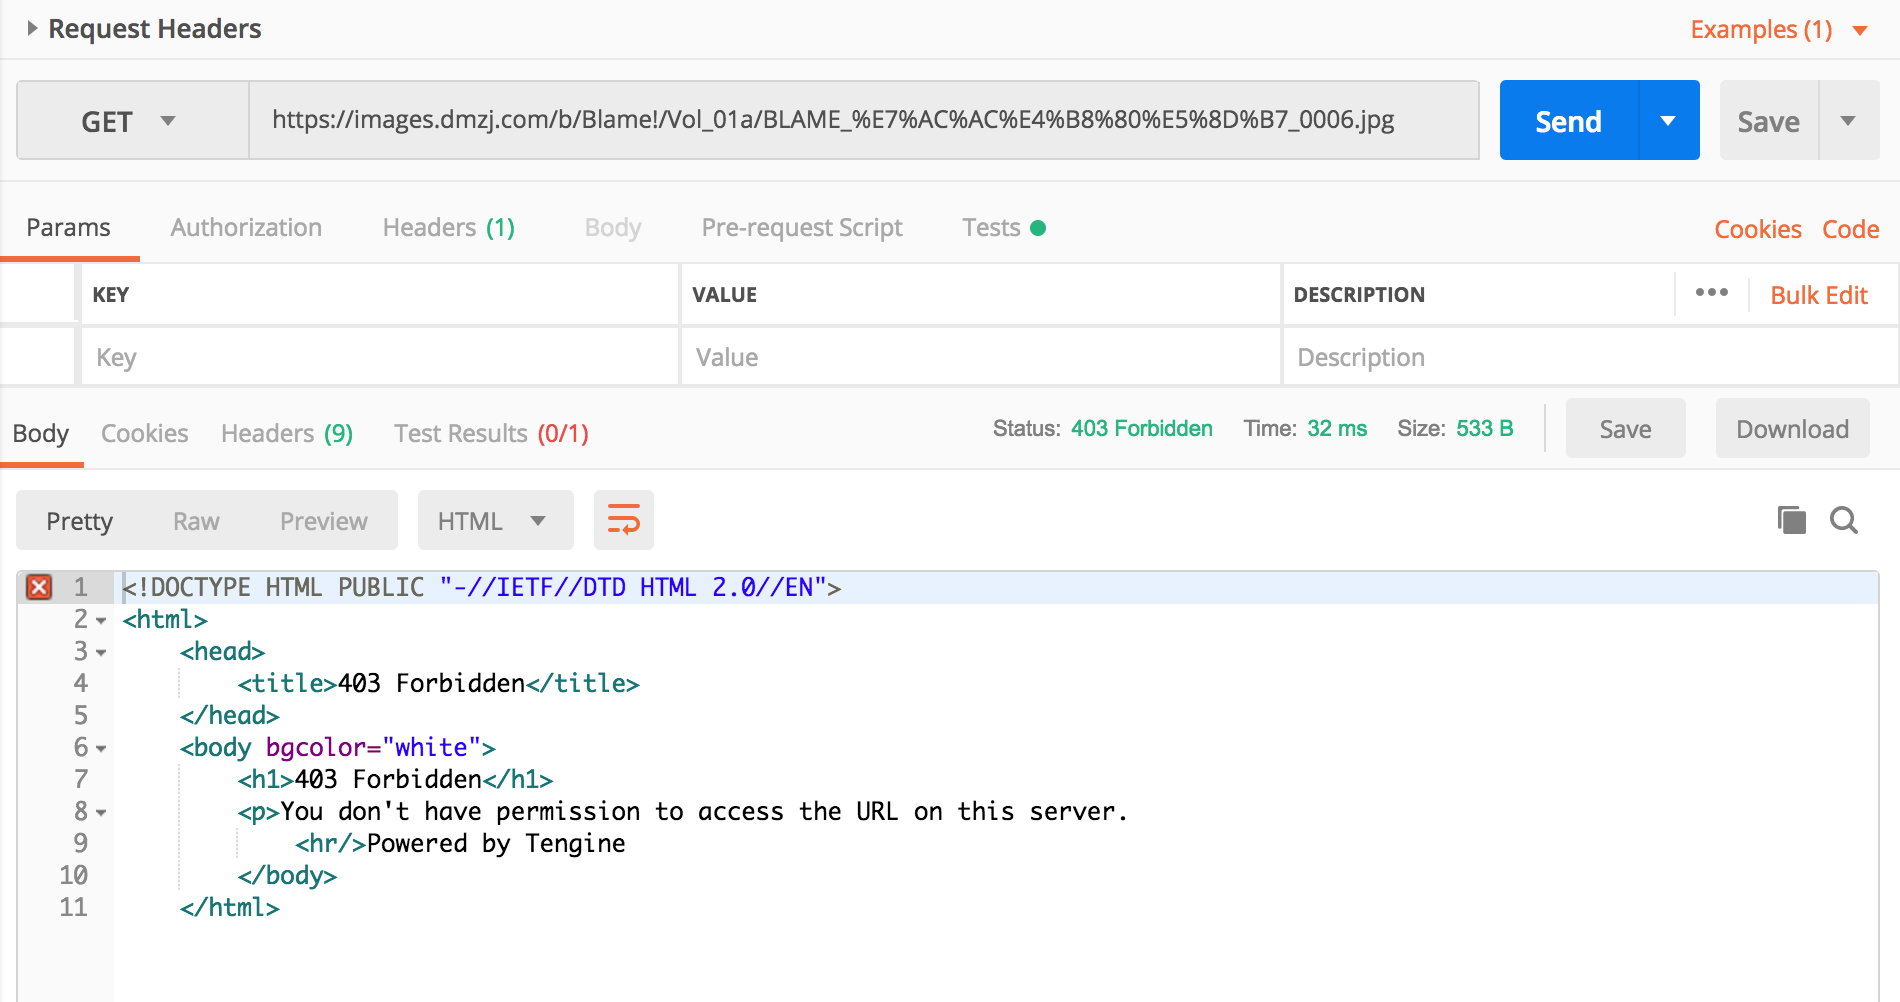 Request Headers Examples (1)
GET https://images.dmzj.com/b/Blame!/Vol_01a/BLAME_%E7%AC%AC%E4%B8%80%E5%8D%B7_0006.jpg Send Save
Params Authorization Headers (1) Body Pre-request Script Tests Cookies Code
KEY VALUE DESCRIPTION ••• Bulk Edit
Key Value Description
Body Cookies Headers (9) Test Results (0/1) Status: 403 Forbidden Time: 32 ms Size: 533 B Save Download
Pretty Raw Preview HTML
1 <!DOCTYPE HTML PUBLIC "-//IETF//DTD HTML 2.0//EN">
2 <html>
3 <head>
4 <title>403 Forbidden</title>
5 </head>
6 <body bgcolor="white">
7 <h1>403 Forbidden</h1>
8 <p>You don't have permission to access the URL on this server.
9 <hr/>Powered by Tengine
10 </body>
11 </html>